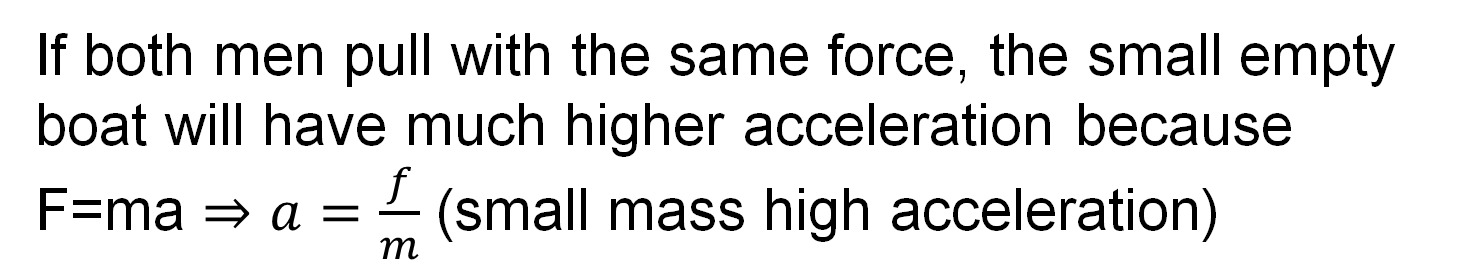 If both men pull with the same force, the small empty
boat will have much higher acceleration because
F=ma ⇒ a = f/m (small mass high acceleration)